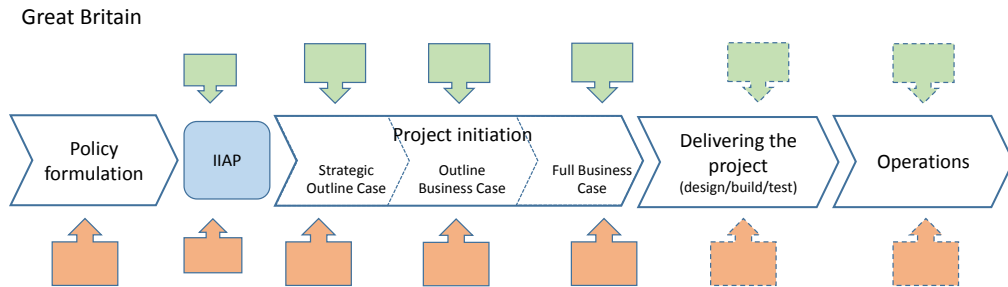 Great Britain
Policy
formulation
IIAP
Project initiation
Strategic
Outline Case
Outline
Business Case
Full Business
Case
Delivering the
project
(design/build/test)
Operations